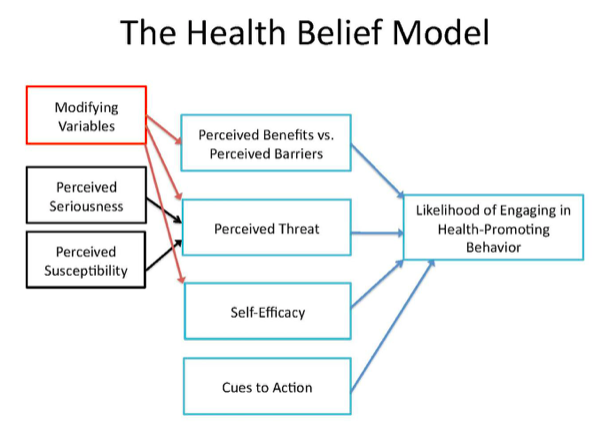 The Health Belief Model
Modifying
Variables
Perceived Benefits vs.
Perceived Barriers
Perceived
Seriousness
Perceived Threat
Likelihood of Engaging in
Health-Promoting
Behavior
Perceived
Susceptibility
Self-Efficacy
Cues to Action